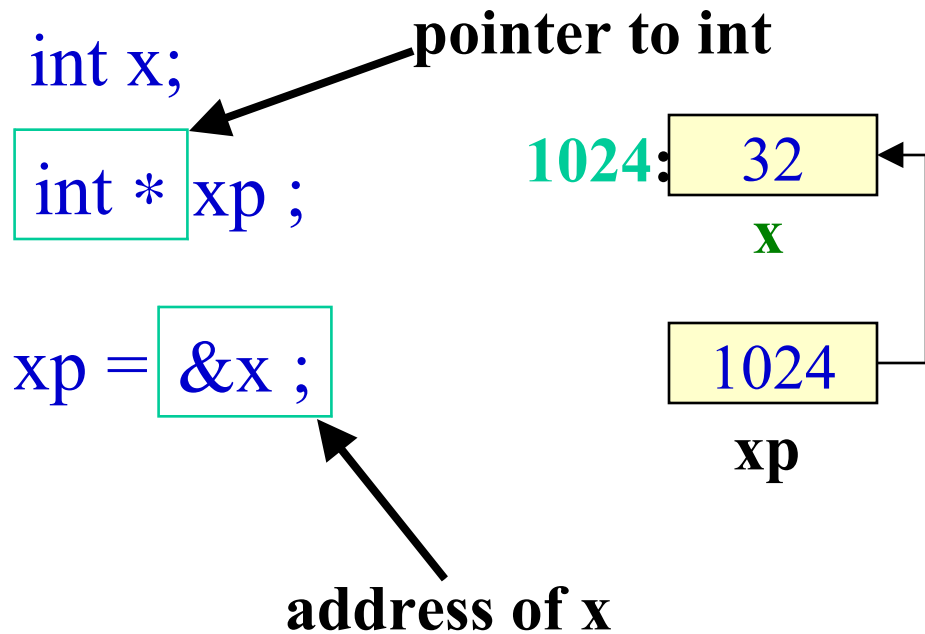 pointer to int
int x;
int * xp ;
1024: 32
x
xp = &x ;
1024
xp
address of x